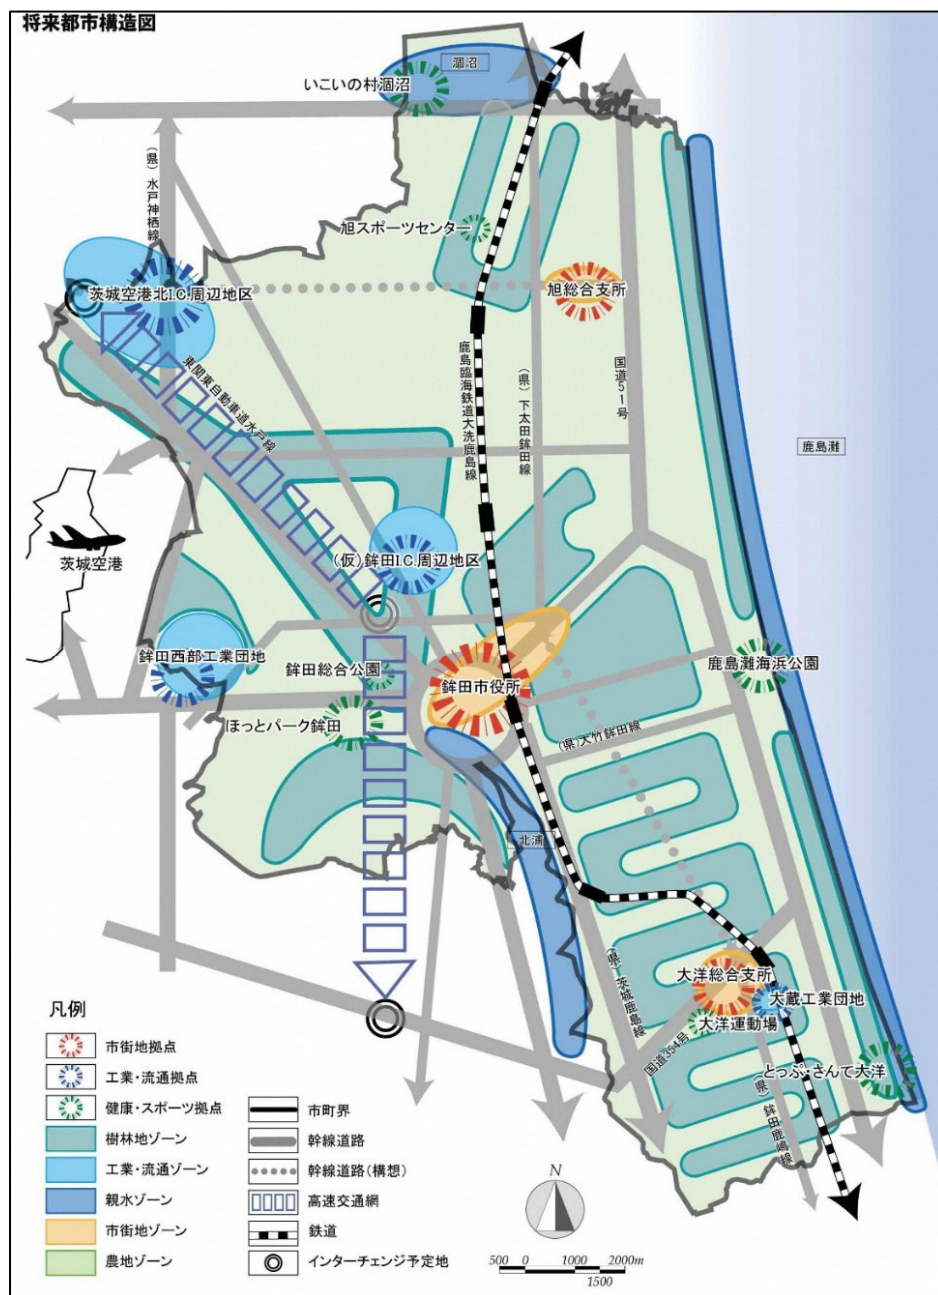 将来都市構造図
涸沼
いこいの村涸沼
(県)水戸神栖線
旭スポーツセンター
茨城空港北I.C.周辺地区
旭総合支所
東関東自動車道水戸線
鹿島臨海鉄道大洗鹿島線
(県)下太田鉾田線
国道51号
鹿島灘
茨城空港
(仮)鉾田I.C.周辺地区
鉾田西部工業団地
鉾田総合公園
鉾田市役所
鹿島灘海浜公園
ほっとパーク鉾田
(県)大竹鉾田線
北浦
大洋総合支所
大蔵工業団地
大洋運動場
(県)茨城鹿島線
国道354号
とっぷ・さんて大洋
(県)鉾田鹿嶋線
凡例
市街地拠点
工業・流通拠点
健康・スポーツ拠点
樹林地ゾーン
工業・流通ゾーン
親水ゾーン
市街地ゾーン
農地ゾーン
市町界
幹線道路
幹線道路(構想)
高速交通網
鉄道
インターチェンジ予定地
N
500 0 1000 2000m
1500